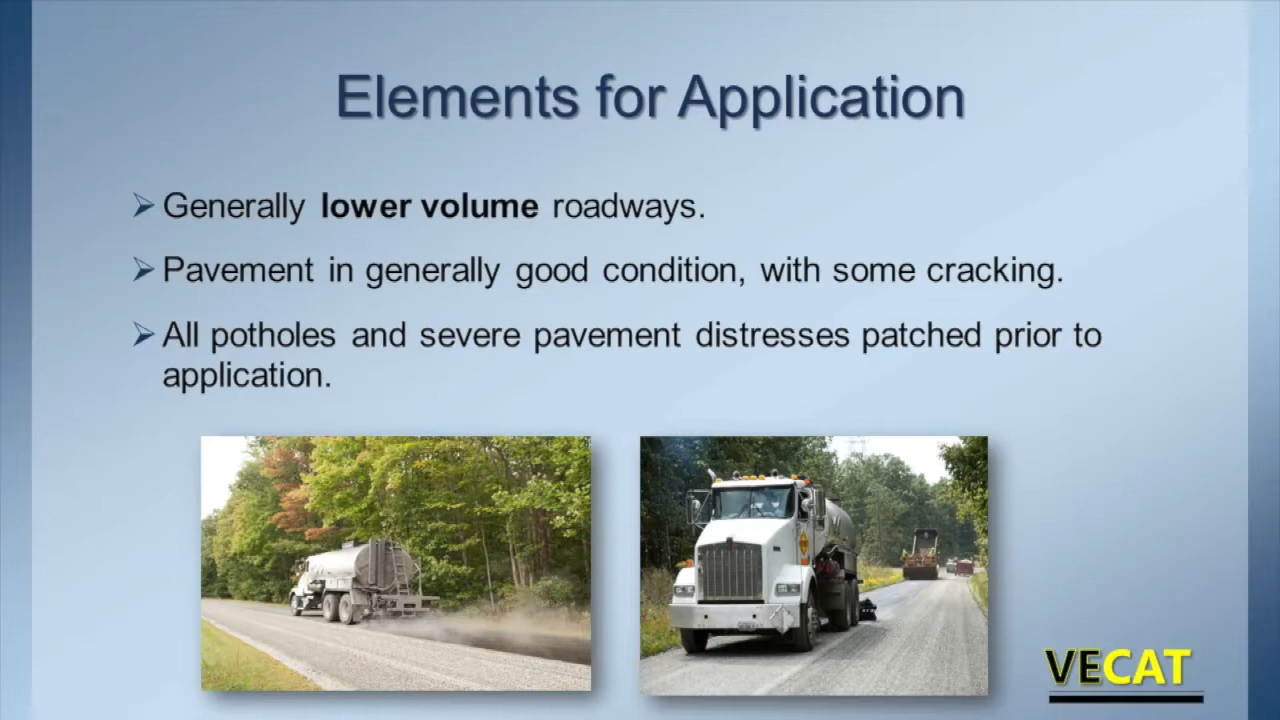 Elements for Application
Generally lower volume roadways.
Pavement in generally good condition, with some cracking.
All potholes and severe pavement distresses patched prior to
application.
VECAT